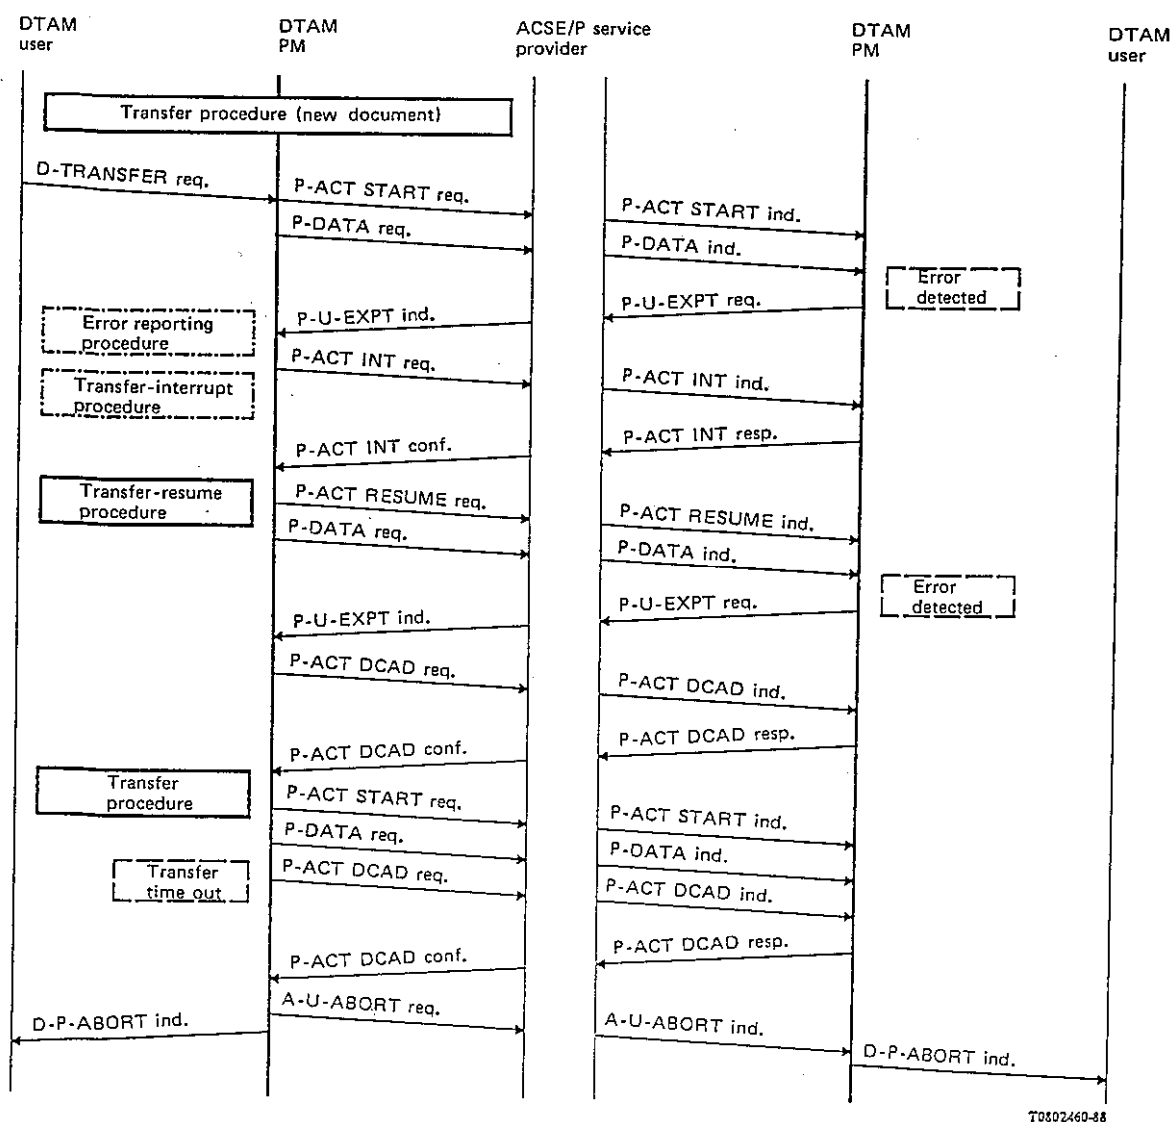 DTAM
user
DTAM
PM
ACSE/P service
provider
DTAM
PM
DTAM
user
Transfer procedure (new document)
D-TRANSFER req.
P-ACT START req.
P-ACT START ind.
P-DATA req.
P-DATA ind.
Error
detected
P-U-EXPT req.
P-U-EXPT ind.
Error reporting
procedure
P-ACT INT req.
P-ACT INT ind.
Transfer-interrupt
procedure
P-ACT INT resp.
P-ACT INT conf.
Transfer-resume
procedure
P-ACT RESUME req.
P-ACT RESUME ind.
P-DATA req.
P-DATA ind.
Error
detected
P-U-EXPT req.
P-U-EXPT ind.
P-ACT DCAD req.
P-ACT DCAD ind.
P-ACT DCAD resp.
P-ACT DCAD conf.
Transfer
procedure
P-ACT START req.
P-ACT START ind.
P-DATA req.
P-DATA ind.
Transfer
time out
P-ACT DCAD req.
P-ACT DCAD ind.
P-ACT DCAD resp.
P-ACT DCAD conf.
A-U-ABORT req.
A-U-ABORT ind.
D-P-ABORT ind.
D-P-ABORT ind.
T0802460-88